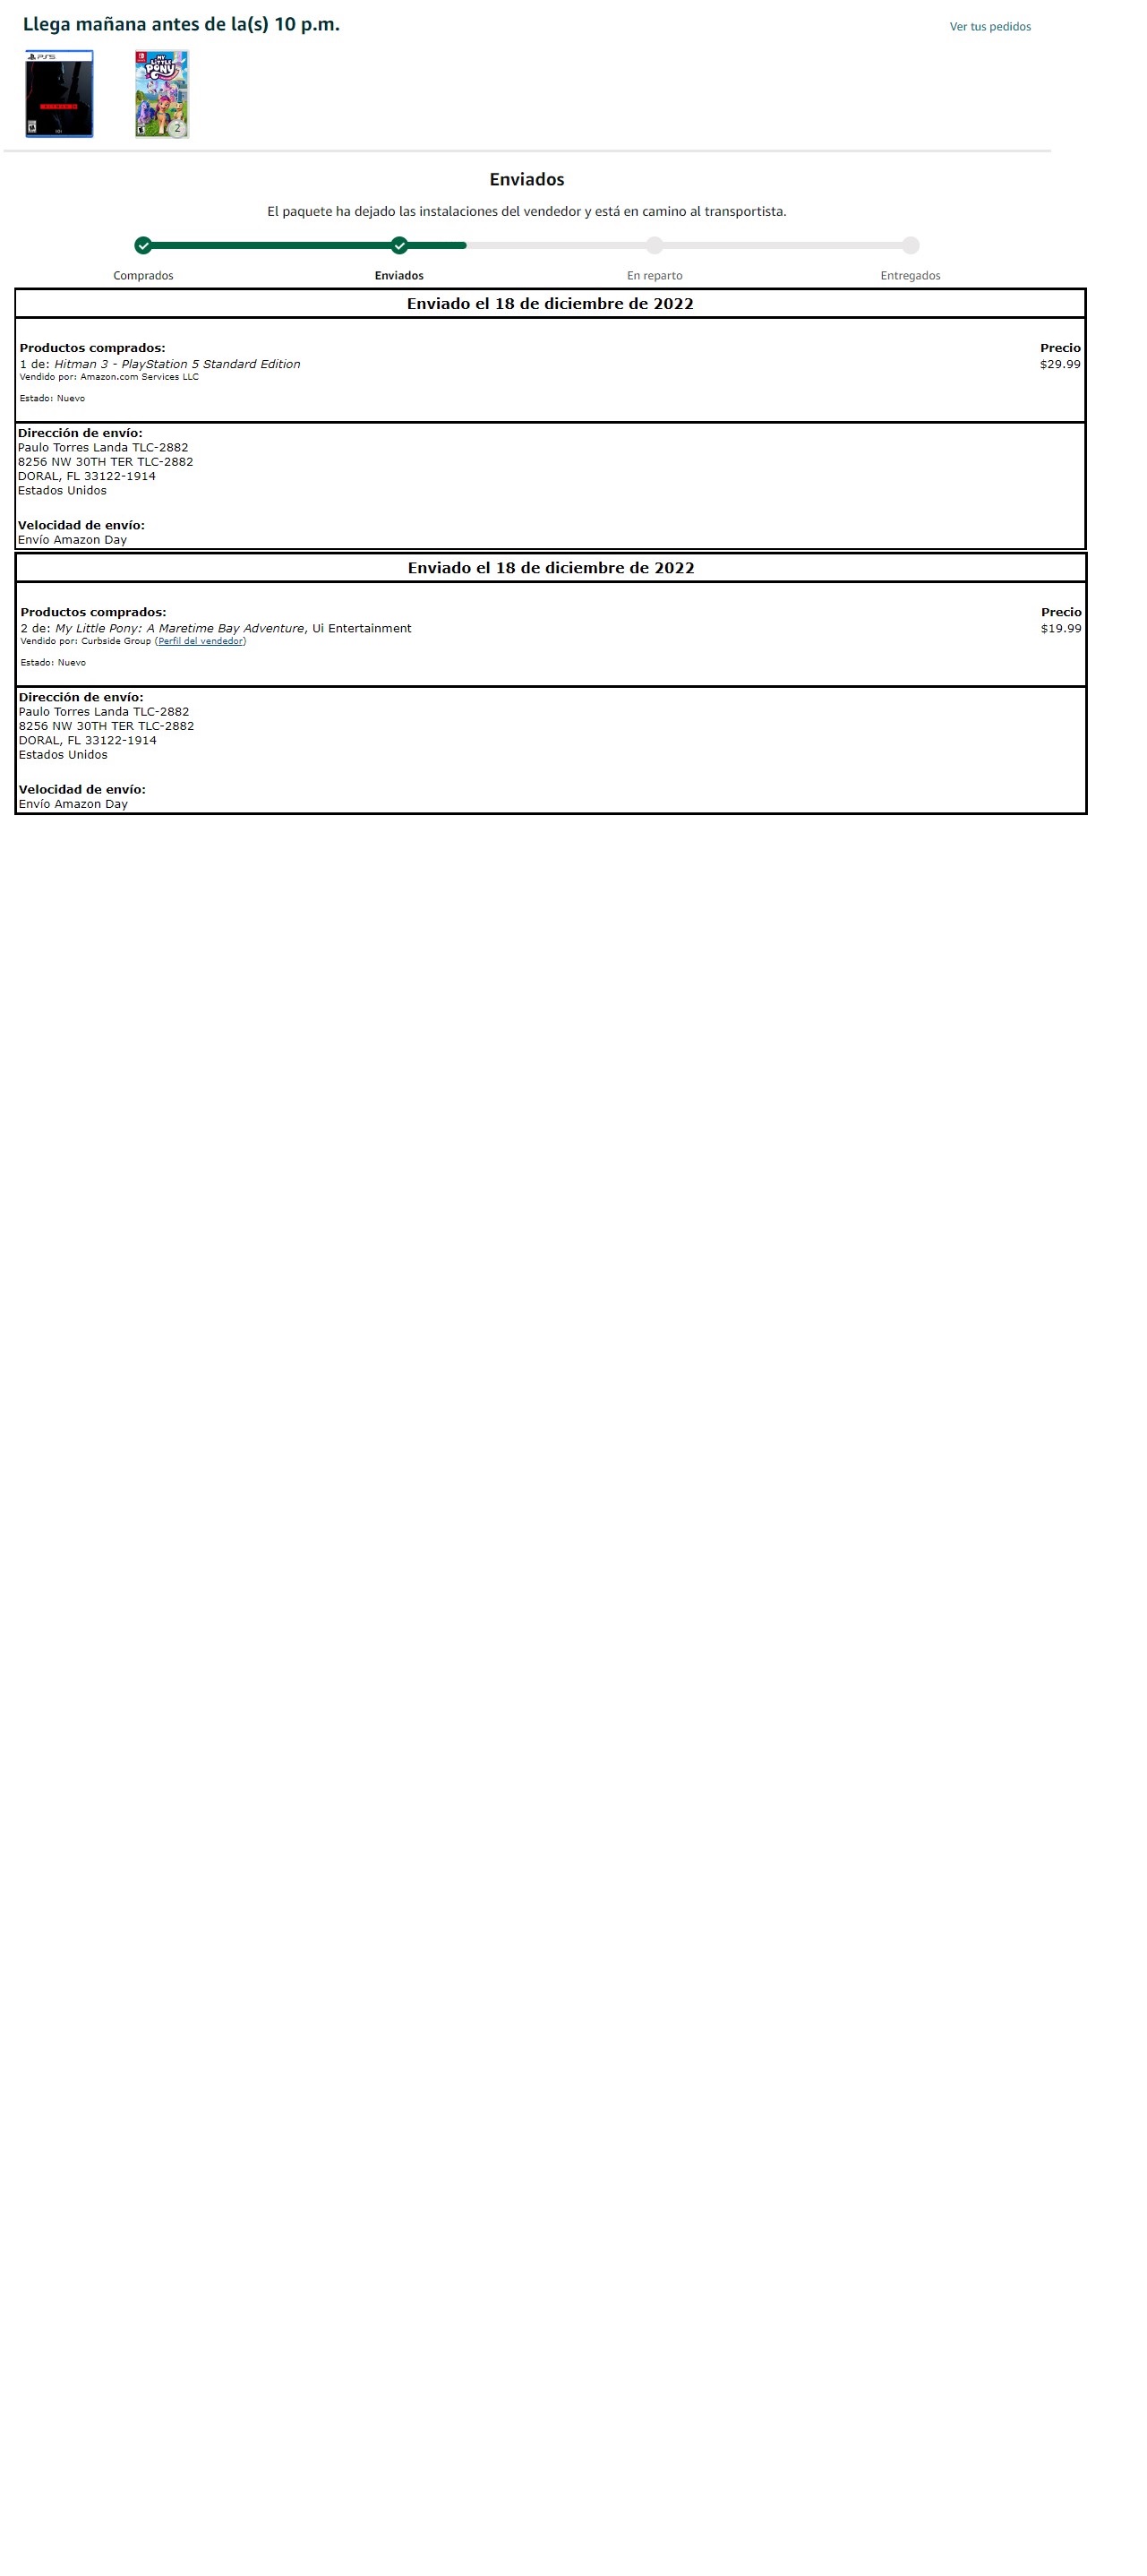 Llega mañana antes de la(s) 10 p.m.
Ver tus pedidos
PS5
MY
LITTLE
PONY
2
Enviados
El paquete ha dejado las instalaciones del vendedor y está en camino al transportista.
Comprados Enviados En reparto Entregados
Enviado el 18 de diciembre de 2022
Productos comprados: Precio
1 de: Hitman 3 - PlayStation 5 Standard Edition $29.99
Vendido por: Amazon.com Services LLC
Estado: Nuevo
Dirección de envío:
Paulo Torres Landa TLC-2882
8256 NW 30TH TER TLC-2882
DORAL, FL 33122-1914
Estados Unidos
Velocidad de envío:
Envío Amazon Day
Enviado el 18 de diciembre de 2022
Productos comprados: Precio
2 de: My Little Pony: A Maretime Bay Adventure, Ui Entertainment $19.99
Vendido por: Curbside Group (Perfil del vendedor)
Estado: Nuevo
Dirección de envío:
Paulo Torres Landa TLC-2882
8256 NW 30TH TER TLC-2882
DORAL, FL 33122-1914
Estados Unidos
Velocidad de envío:
Envío Amazon Day